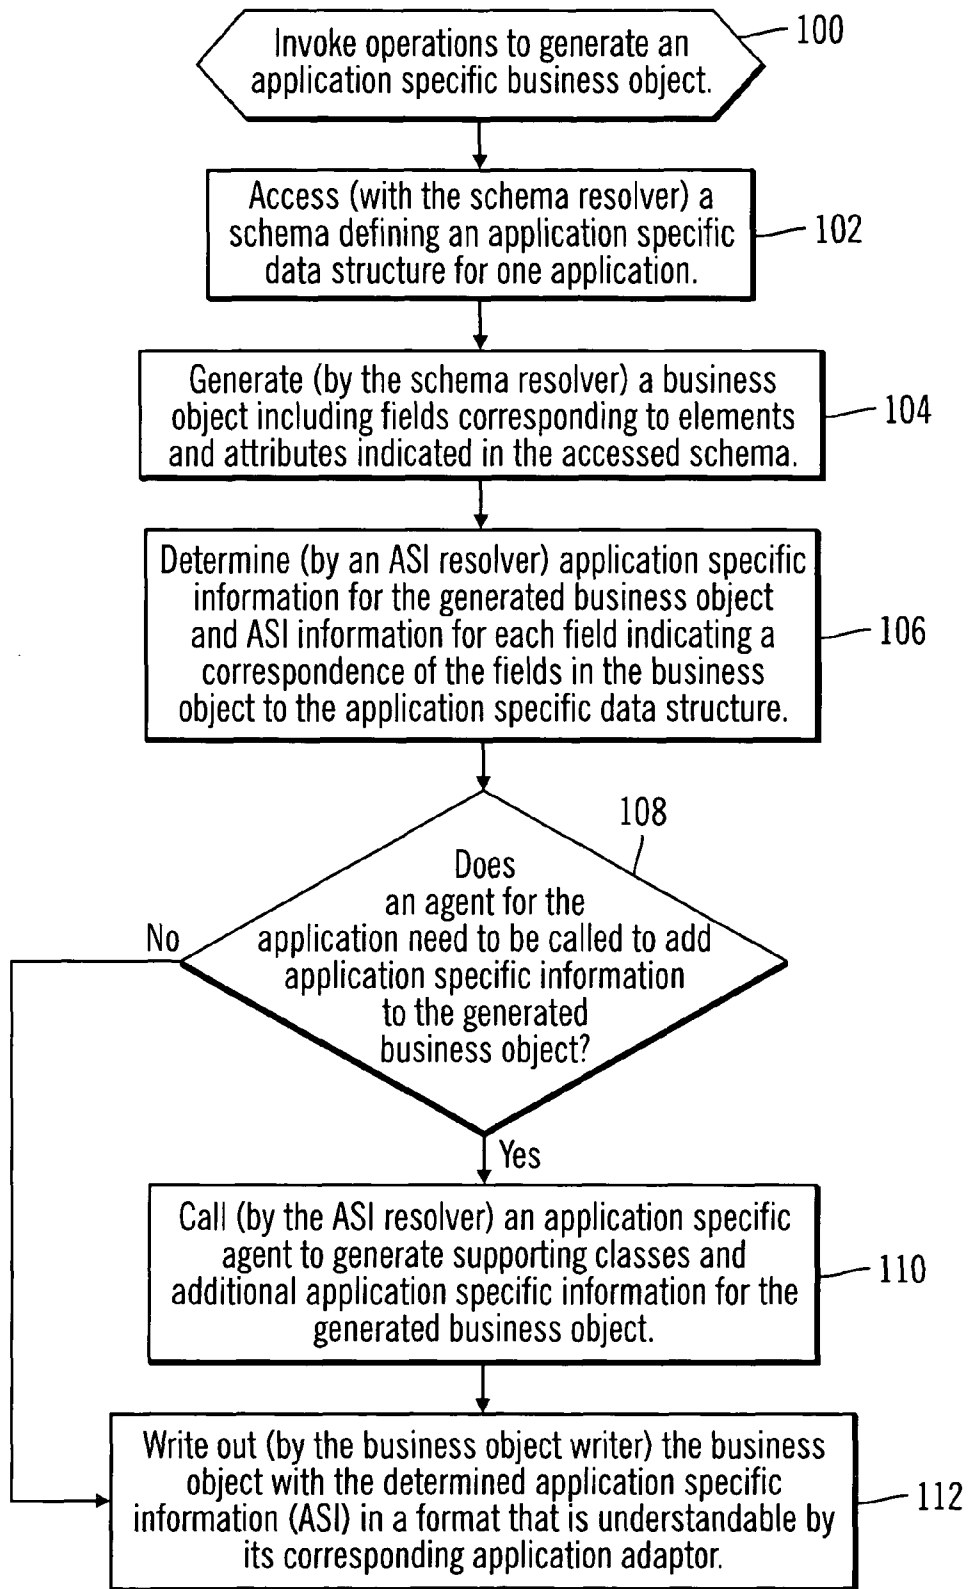 Invoke operations to generate an
application specific business object.
100
Access (with the schema resolver) a
schema defining an application specific
data structure for one application.
102
Generate (by the schema resolver) a business
object including fields corresponding to elements
and attributes indicated in the accessed schema.
104
Determine (by an ASI resolver) application specific
information for the generated business object
and ASI information for each field indicating a
correspondence of the fields in the business
object to the application specific data structure.
106
108
Does
an agent for the
application need to be called to add
application specific information
to the generated
business object?
No
Yes
Call (by the ASI resolver) an application specific
agent to generate supporting classes and
additional application specific information for the
generated business object.
110
Write out (by the business object writer) the business
object with the determined application specific
information (ASI) in a format that is understandable by
its corresponding application adaptor.
112